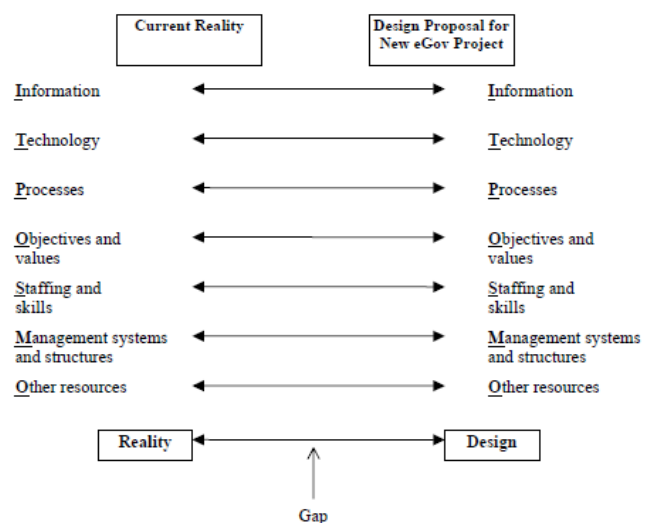 Current Reality
Design Proposal for
New eGov Project
Information
Information
Technology
Technology
Processes
Processes
Objectives and
values
Objectives and
values
Staffing and
skills
Staffing and
skills
Management systems
and structures
Management systems
and structures
Other resources
Other resources
Reality
Design
Gap